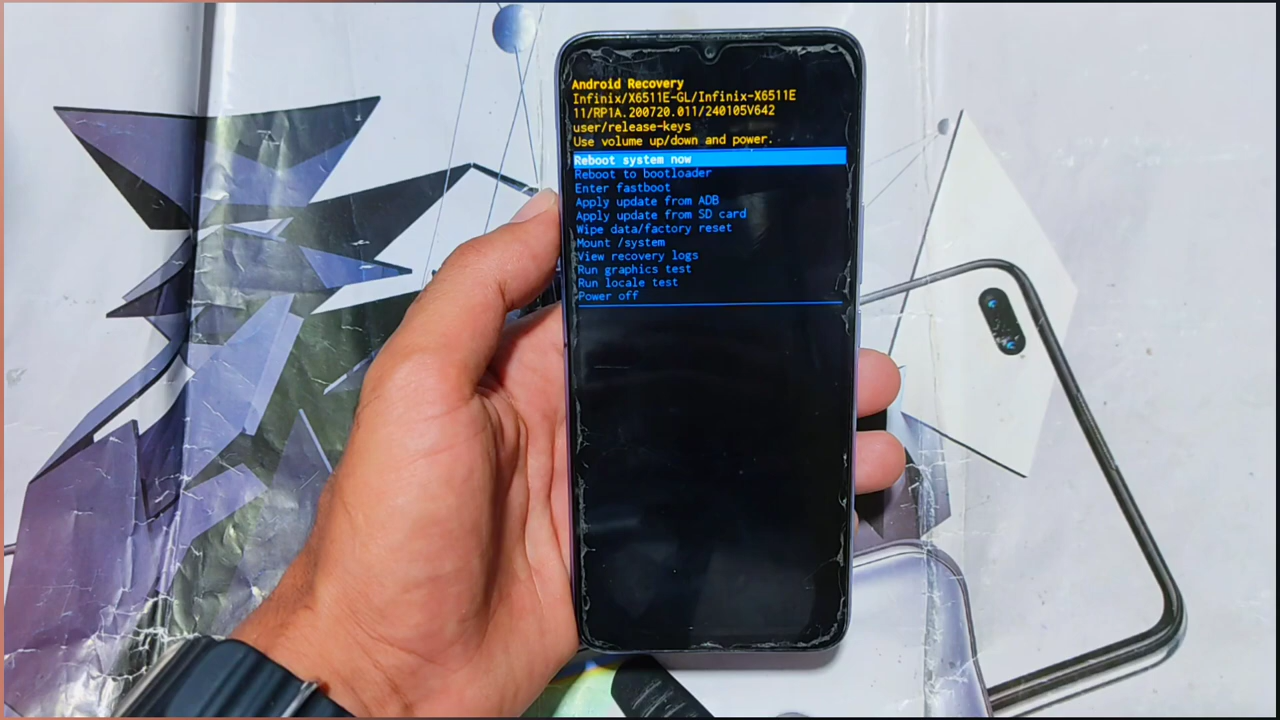 Android Recovery
Infinix/X6511E-GL/Infinix-X6511E
11/RP1A.200720.011/240105V642
user/release-keys
Use volume up/down and power.
Reboot system now
Reboot to bootloader
Enter fastboot
Apply update from ADB
Apply update from SD card
Wipe data/factory reset
Mount /system
View recovery logs
Run graphics test
Run locale test
Power off